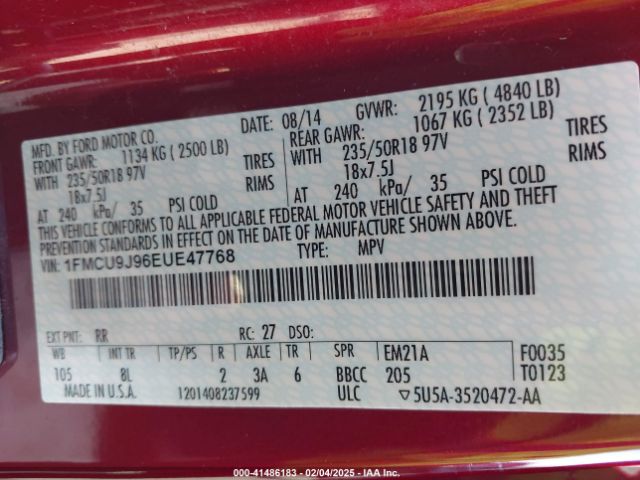 MFD. BY FORD MOTOR CO.
DATE: 08/14
GVWR: 2195 KG ( 4840 LB)
FRONT GAWR: 1134 KG ( 2500 LB)
REAR GAWR: 1067 KG ( 2352 LB)
WITH 235/50R18 97V TIRES
WITH 235/50R18 97V TIRES
18x7.5J RIMS
18x7.5J RIMS
AT 240 kPa/ 35 PSI COLD
AT 240 kPa/ 35 PSI COLD
THIS VEHICLE CONFORMS TO ALL APPLICABLE FEDERAL MOTOR VEHICLE SAFETY AND THEFT
PREVENTION STANDARDS IN EFFECT ON THE DATE OF MANUFACTURE SHOWN ABOVE.
VIN: 1FMCU9J96EUE47768
TYPE: MPV
EXT PNT: RR RC: 27 DSO:
WB INT TR TP/PS R AXLE TR SPR EM21A F0035
105 8L 2 3A 6 BBCC 205 T0123
MADE IN U.S.A. 1201408237599 ULC ▽5U5A-3520472-AA
000-41486183 - 02/04/2025 - IAA Inc.